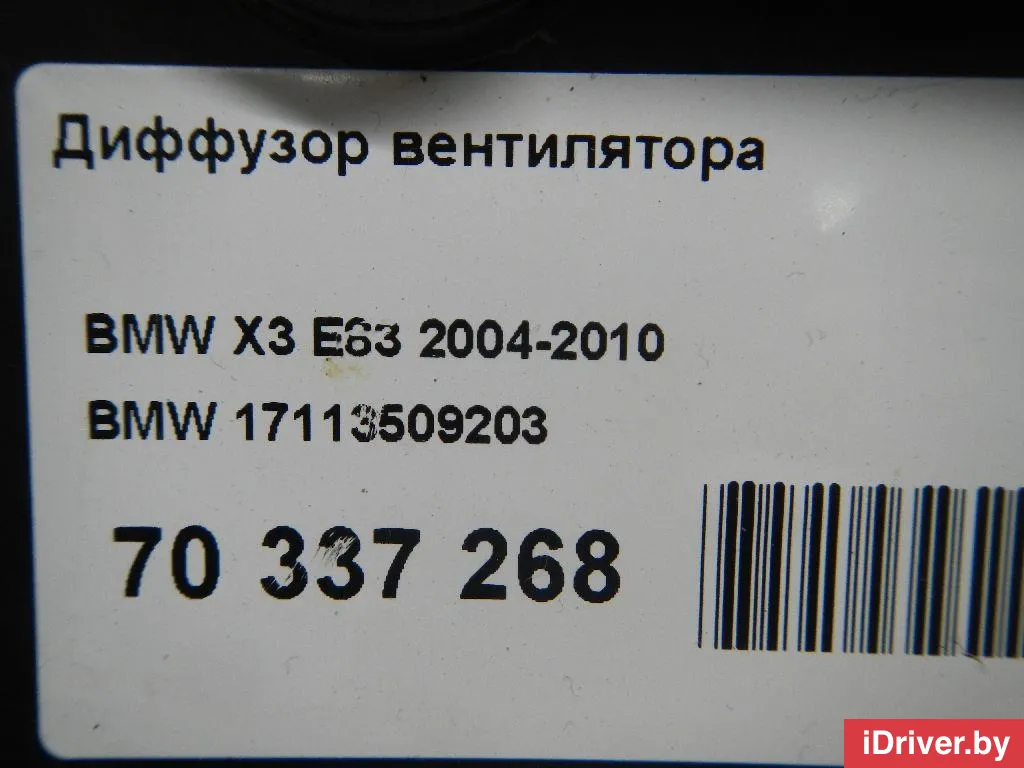 Диффузор вентилятора
BMW X3 E83 2004-2010
BMW 17113509203
70 337 268
iDriver.by